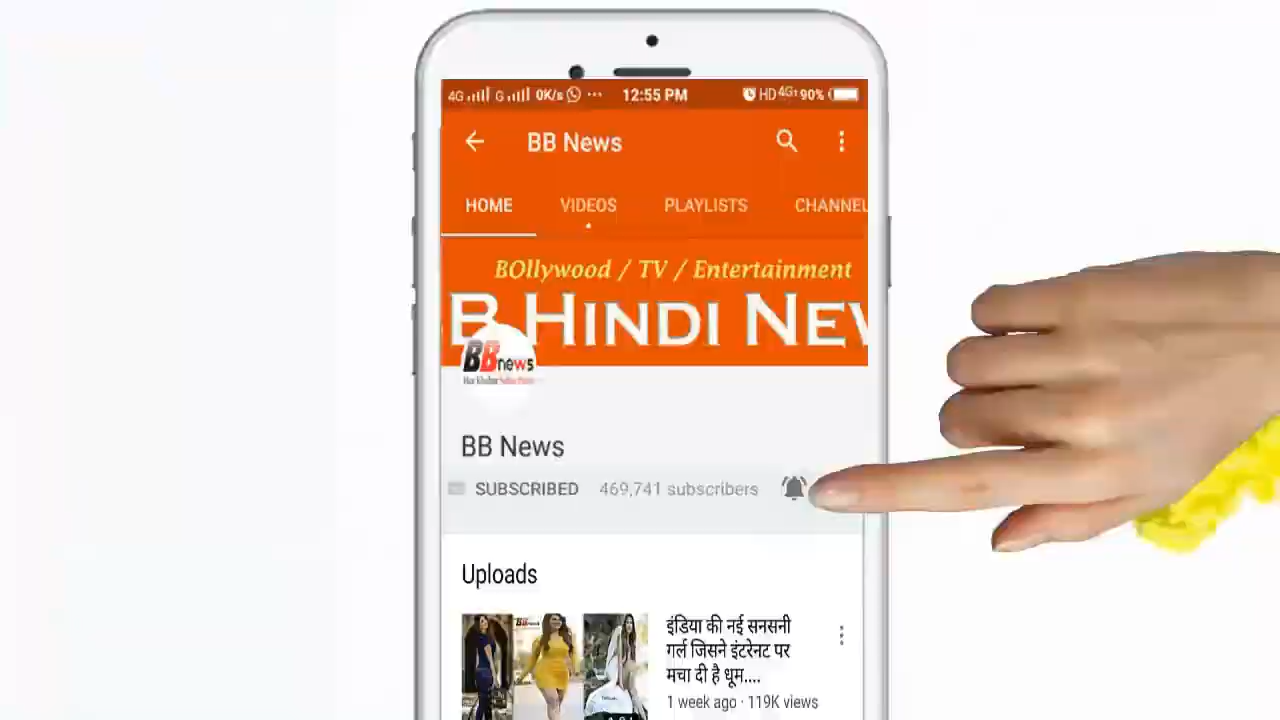 4G G 0K/s 12:55 PM HD 4G 90%
BB News
HOME VIDEOS PLAYLISTS CHANNEL
BOllywood / TV / Entertainment
B HINDI NEW
BBnews
BB News
SUBSCRIBED 469,741 subscribers
Uploads
इंडिया की नई सनसनी
गर्ल जिसने इंटरनेट पर
मचा दी है धूम....
1 week ago · 119K views